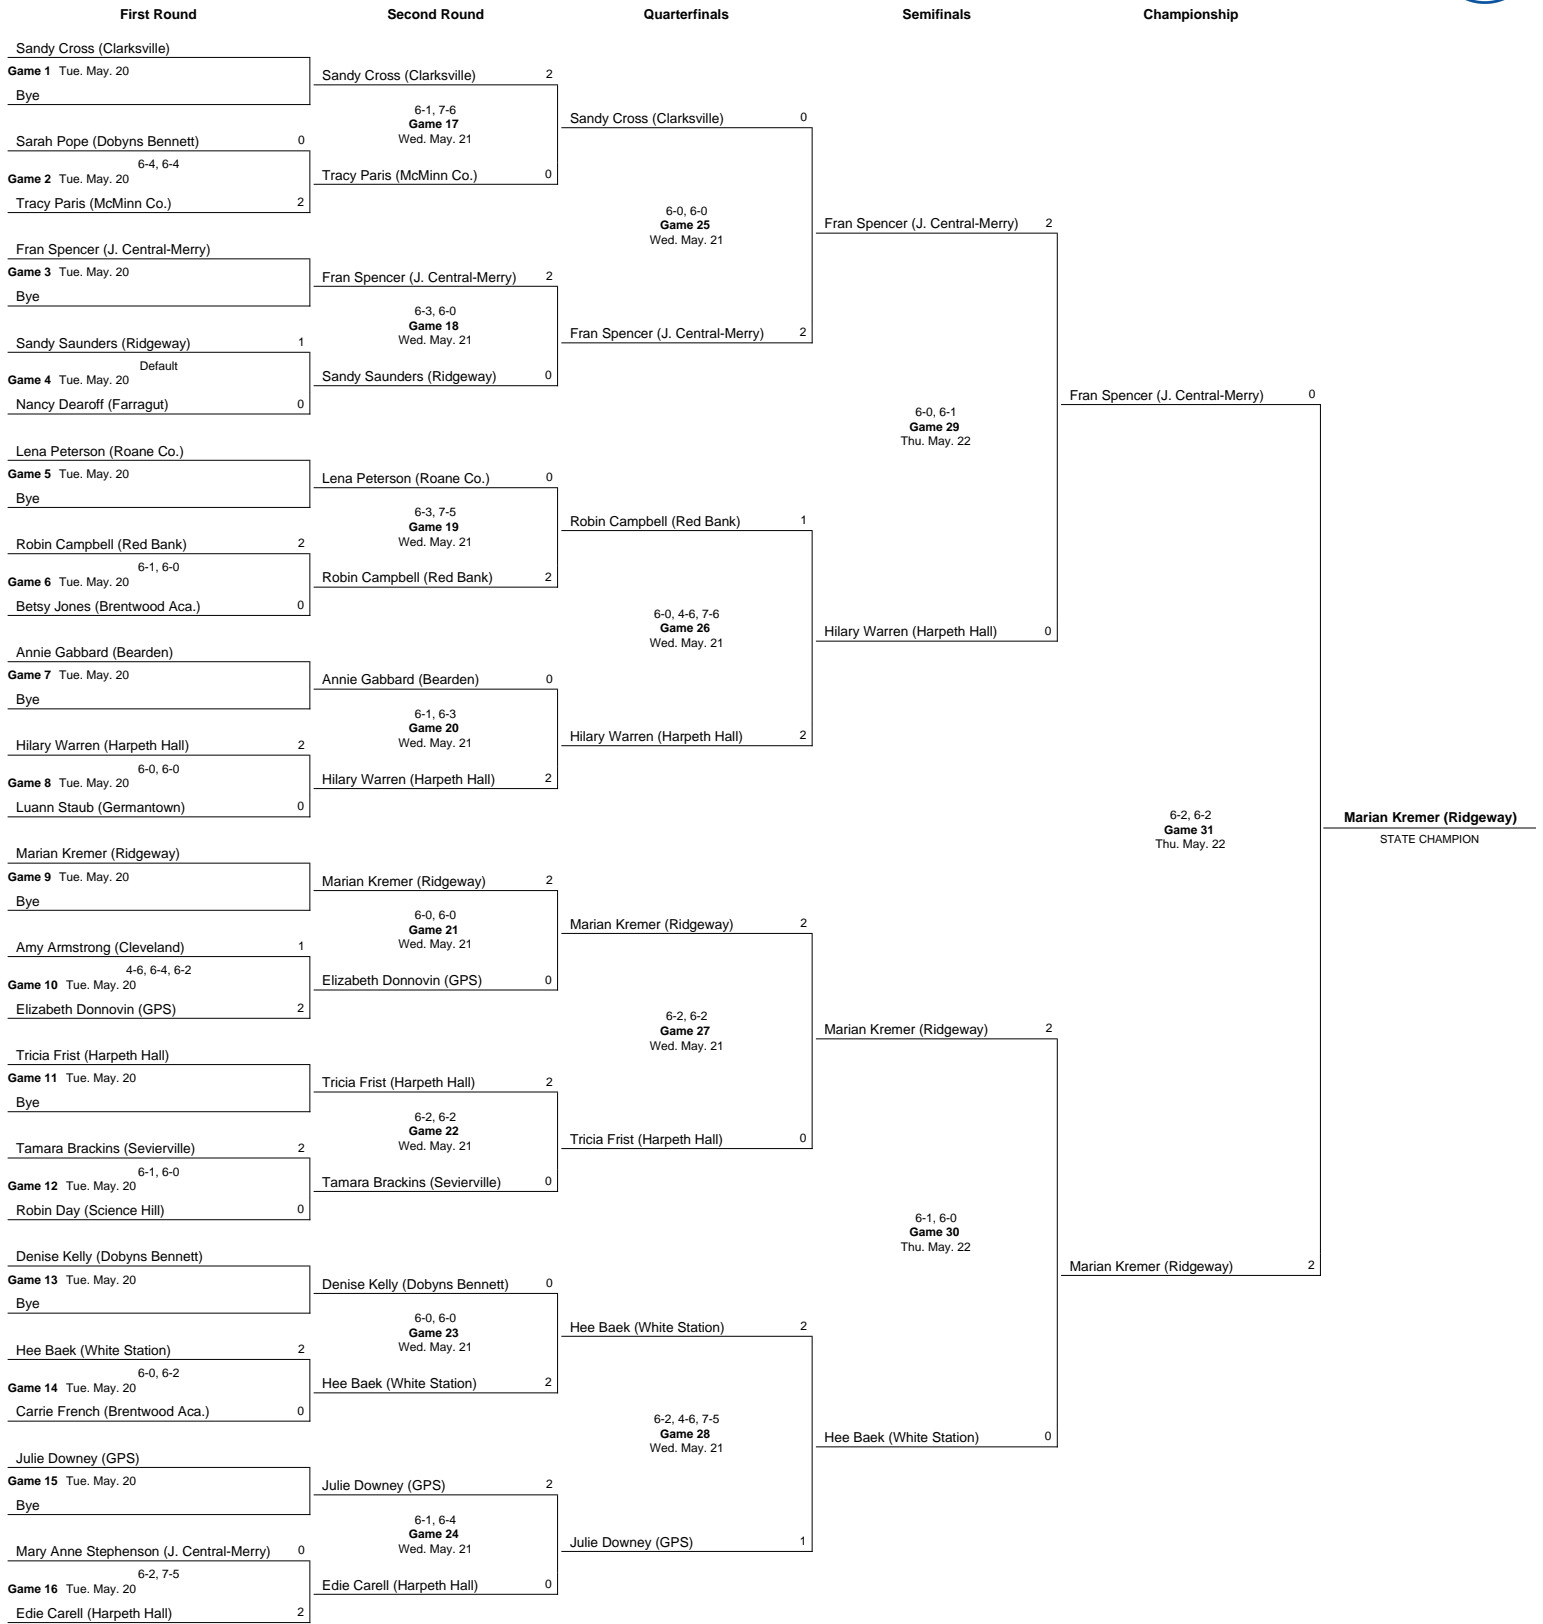 First Round Second Round Quarterfinals Semifinals Championship
Sandy Cross (Clarksville)
Game 1 Tue. May. 20
Bye
Sarah Pope (Dobyns Bennett) 0
6-4, 6-4
Game 2 Tue. May. 20
Tracy Paris (McMinn Co.) 2
Fran Spencer (J. Central-Merry)
Game 3 Tue. May. 20
Bye
Sandy Saunders (Ridgeway) 1
Default
Game 4 Tue. May. 20
Nancy Dearoff (Farragut) 0
Lena Peterson (Roane Co.)
Game 5 Tue. May. 20
Bye
Robin Campbell (Red Bank) 2
6-1, 6-0
Game 6 Tue. May. 20
Betsy Jones (Brentwood Aca.) 0
Annie Gabbard (Bearden)
Game 7 Tue. May. 20
Bye
Hilary Warren (Harpeth Hall) 2
6-0, 6-0
Game 8 Tue. May. 20
Luann Staub (Germantown) 0
Marian Kremer (Ridgeway)
Game 9 Tue. May. 20
Bye
Amy Armstrong (Cleveland) 1
4-6, 6-4, 6-2
Game 10 Tue. May. 20
Elizabeth Donnovin (GPS) 2
Tricia Frist (Harpeth Hall)
Game 11 Tue. May. 20
Bye
Tamara Brackins (Sevierville) 2
6-1, 6-0
Game 12 Tue. May. 20
Robin Day (Science Hill) 0
Denise Kelly (Dobyns Bennett)
Game 13 Tue. May. 20
Bye
Hee Baek (White Station) 2
6-0, 6-2
Game 14 Tue. May. 20
Carrie French (Brentwood Aca.) 0
Julie Downey (GPS)
Game 15 Tue. May. 20
Bye
Mary Anne Stephenson (J. Central-Merry) 0
6-2, 7-5
Game 16 Tue. May. 20
Edie Carell (Harpeth Hall) 2
Sandy Cross (Clarksville) 2
6-1, 7-6
Game 17
Wed. May. 21
Tracy Paris (McMinn Co.) 0
Fran Spencer (J. Central-Merry) 2
6-3, 6-0
Game 18
Wed. May. 21
Sandy Saunders (Ridgeway) 0
Lena Peterson (Roane Co.) 0
6-3, 7-5
Game 19
Wed. May. 21
Robin Campbell (Red Bank) 2
Annie Gabbard (Bearden) 0
6-1, 6-3
Game 20
Wed. May. 21
Hilary Warren (Harpeth Hall) 2
Marian Kremer (Ridgeway) 2
6-0, 6-0
Game 21
Wed. May. 21
Elizabeth Donnovin (GPS) 0
Tricia Frist (Harpeth Hall) 2
6-2, 6-2
Game 22
Wed. May. 21
Tamara Brackins (Sevierville) 0
Denise Kelly (Dobyns Bennett) 0
6-0, 6-0
Game 23
Wed. May. 21
Hee Baek (White Station) 2
Julie Downey (GPS) 2
6-1, 6-4
Game 24
Wed. May. 21
Edie Carell (Harpeth Hall) 0
Sandy Cross (Clarksville) 0
6-0, 6-0
Game 25
Wed. May. 21
Fran Spencer (J. Central-Merry) 2
Robin Campbell (Red Bank) 1
6-0, 4-6, 7-6
Game 26
Wed. May. 21
Hilary Warren (Harpeth Hall) 2
Marian Kremer (Ridgeway) 2
6-2, 6-2
Game 27
Wed. May. 21
Tricia Frist (Harpeth Hall) 0
Hee Baek (White Station) 2
6-2, 4-6, 7-5
Game 28
Wed. May. 21
Julie Downey (GPS) 1
Fran Spencer (J. Central-Merry) 2
6-0, 6-1
Game 29
Thu. May. 22
Hilary Warren (Harpeth Hall) 0
Marian Kremer (Ridgeway) 2
6-1, 6-0
Game 30
Thu. May. 22
Hee Baek (White Station) 0
Fran Spencer (J. Central-Merry) 0
6-2, 6-2
Game 31
Thu. May. 22
Marian Kremer (Ridgeway) 2
Marian Kremer (Ridgeway)
STATE CHAMPION